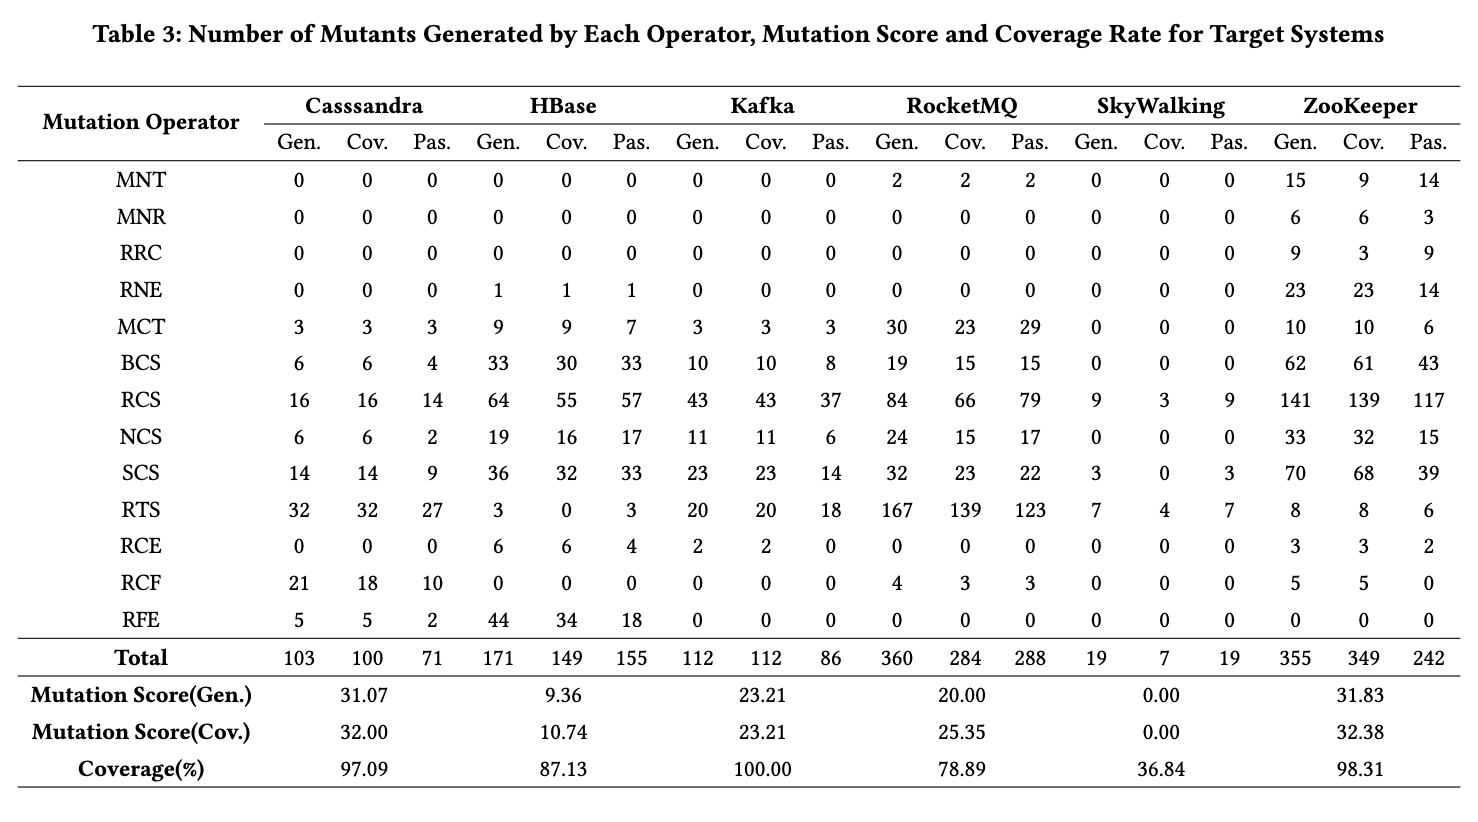 Table 3: Number of Mutants Generated by Each Operator, Mutation Score and Coverage Rate for Target Systems
Mutation Operator Casssandra HBase Kafka RocketMQ SkyWalking ZooKeeper
Gen. Cov. Pas. Gen. Cov. Pas. Gen. Cov. Pas. Gen. Cov. Pas. Gen. Cov. Pas. Gen. Cov. Pas.
MNT 0 0 0 0 0 0 0 0 0 2 2 2 0 0 0 15 9 14
MNR 0 0 0 0 0 0 0 0 0 0 0 0 0 0 0 6 6 3
RRC 0 0 0 0 0 0 0 0 0 0 0 0 0 0 0 9 3 9
RNE 0 0 0 1 1 1 0 0 0 0 0 0 0 0 0 23 23 14
MCT 3 3 3 9 9 7 3 3 3 30 23 29 0 0 0 10 10 6
BCS 6 6 4 33 30 33 10 10 8 19 15 15 0 0 0 62 61 43
RCS 16 16 14 64 55 57 43 43 37 84 66 79 9 3 9 141 139 117
NCS 6 6 2 19 16 17 11 11 6 24 15 17 0 0 0 33 32 15
SCS 14 14 9 36 32 33 23 23 14 32 23 22 3 0 3 70 68 39
RTS 32 32 27 3 0 3 20 20 18 167 139 123 7 4 7 8 8 6
RCE 0 0 0 6 6 4 2 2 0 0 0 0 0 0 0 3 3 2
RCF 21 18 10 0 0 0 0 0 0 4 3 3 0 0 0 5 5 0
RFE 5 5 2 44 34 18 0 0 0 0 0 0 0 0 0 0 0 0
Total 103 100 71 171 149 155 112 112 86 360 284 288 19 7 19 355 349 242
Mutation Score(Gen.) 31.07 9.36 23.21 20.00 0.00 31.83
Mutation Score(Cov.) 32.00 10.74 23.21 25.35 0.00 32.38
Coverage(%) 97.09 87.13 100.00 78.89 36.84 98.31